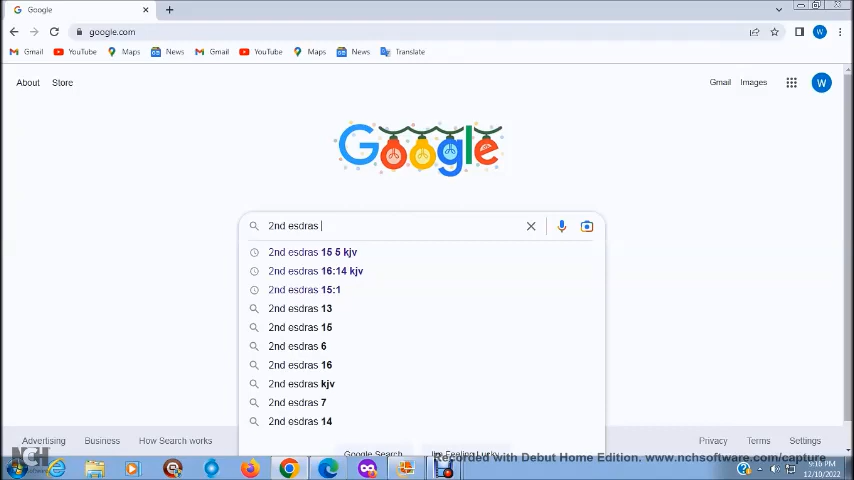 Google
google.com
Gmail YouTube Maps News Gmail YouTube Maps News Translate
About Store Gmail Images W
Google
2nd esdras
2nd esdras 15 5 kjv
2nd esdras 16:14 kjv
2nd esdras 15:1
2nd esdras 13
2nd esdras 15
2nd esdras 6
2nd esdras 16
2nd esdras kjv
2nd esdras 7
2nd esdras 14
Advertising Business How Search works Privacy Terms Settings
Google Search I'm Feeling Lucky
Recorded with Debut Home Edition. www.nchsoftware.com/capture
NCH
9:16 PM
12/10/2022